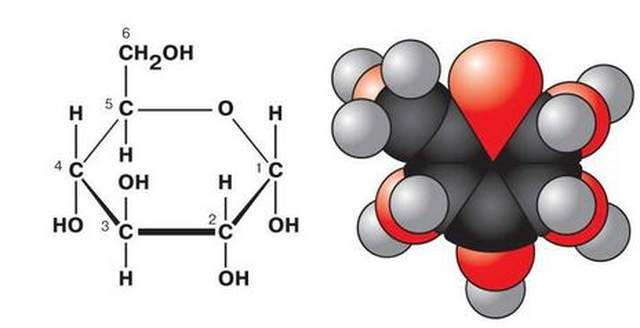 6
CH2OH
5 C O
H H
H
4 C 1 C
OH H
HO 3 C 2 C OH
H OH